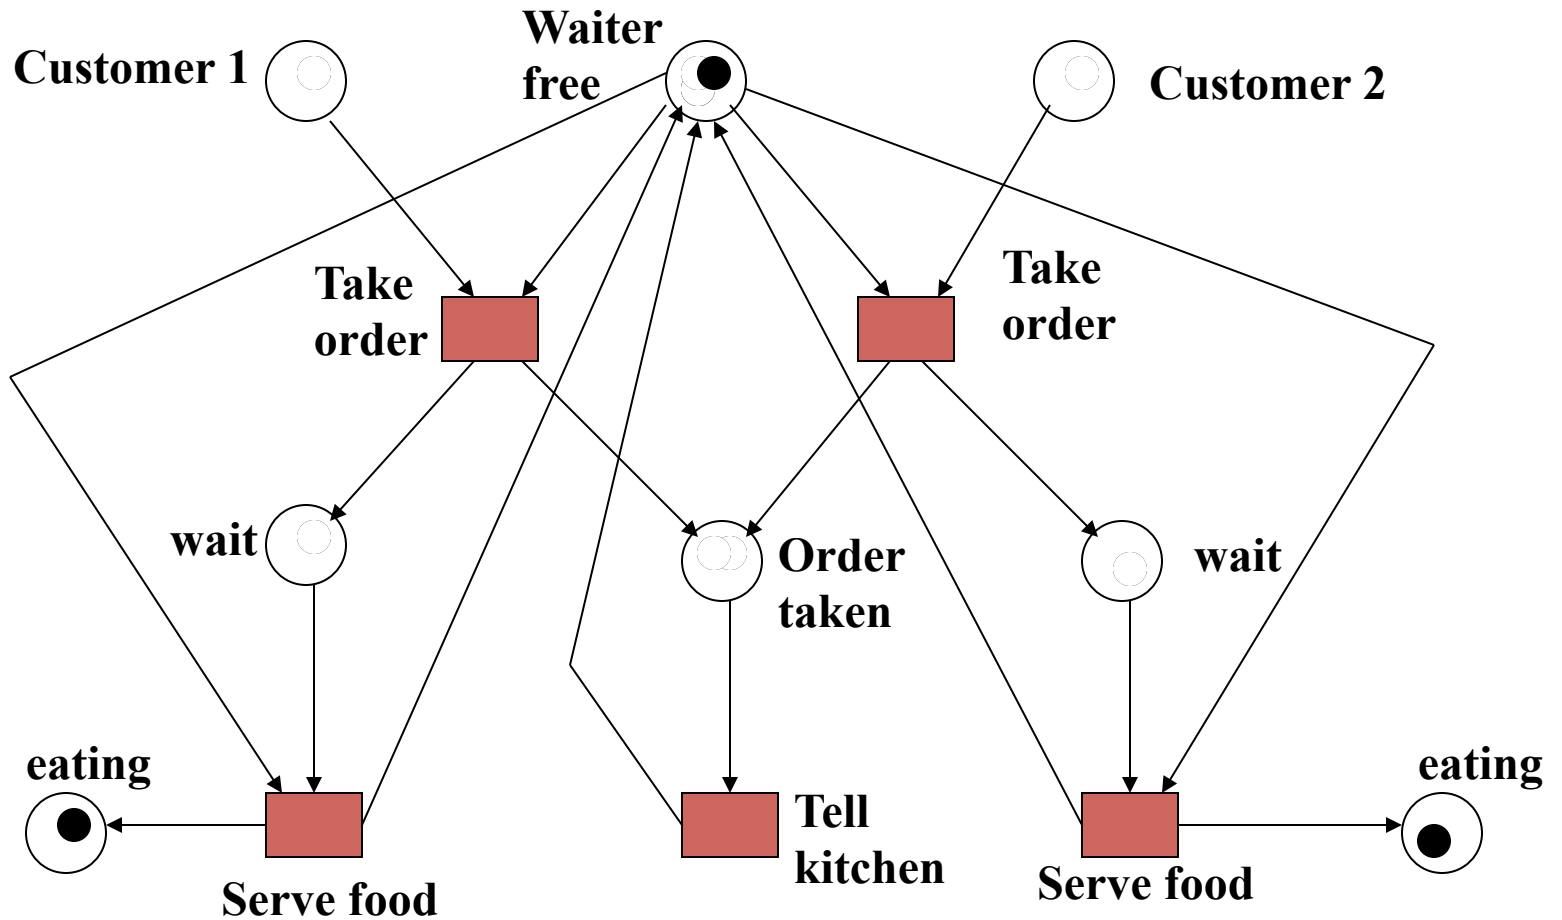 Customer 1
Waiter
free
Customer 2
Take
order
Take
order
wait
Order
taken
wait
eating
Serve food
Tell
kitchen
Serve food
eating